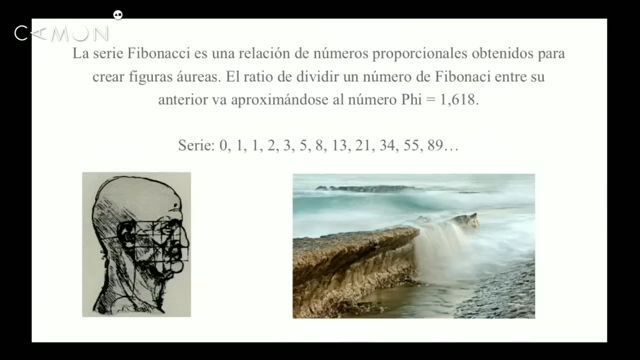 CAMON
La serie Fibonacci es una relación de números proporcionales obtenidos para
crear figuras áureas. El ratio de dividir un número de Fibonaci entre su
anterior va aproximándose al número Phi = 1,618.
Serie: 0, 1, 1, 2, 3, 5, 8, 13, 21, 34, 55, 89…